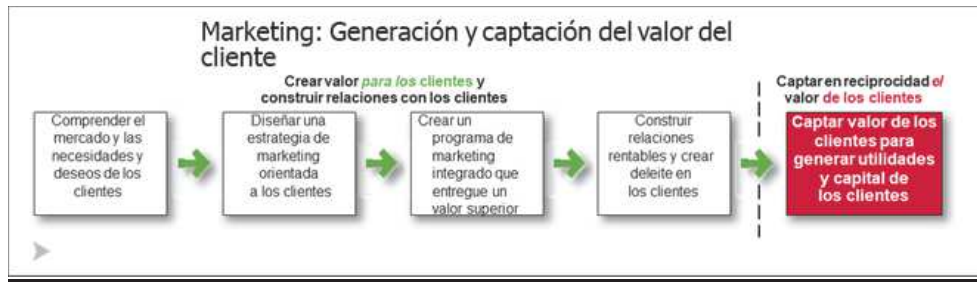 Marketing: Generación y captación del valor del
cliente
Crear valor para los clientes y
construir relaciones con los clientes
Captar en reciprocidad el
valor de los clientes
Comprender el
mercado y las
necesidades y
deseos de los
clientes
Diseñar una
estrategia de
marketing
orientada
a los clientes
Crear un
programa de
marketing
integrado que
entregue un
valor superior
Construir
relaciones
rentables y crear
deleite en
los clientes
Captar valor de los
clientes para
generar utilidades
y capital de
los clientes